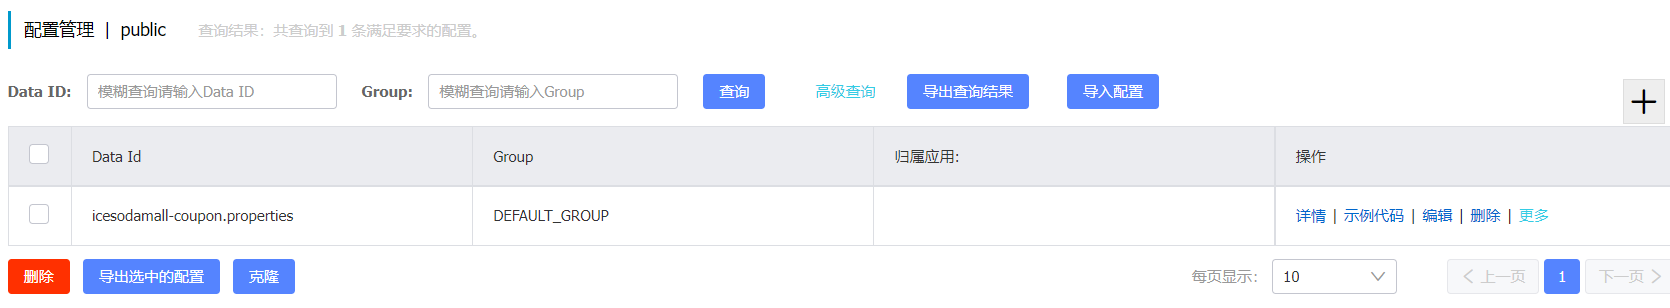 配置管理 | public 查询结果：共查询到 1 条满足要求的配置。
Data ID: 模糊查询请输入Data ID Group: 模糊查询请输入Group 查询 高级查询 导出查询结果 导入配置
Data Id Group 归属应用: 操作
icesodamall-coupon.properties DEFAULT_GROUP 详情 | 示例代码 | 编辑 | 删除 | 更多
删除 导出选中的配置 克隆 每页显示: 10 上一页 1 下一页